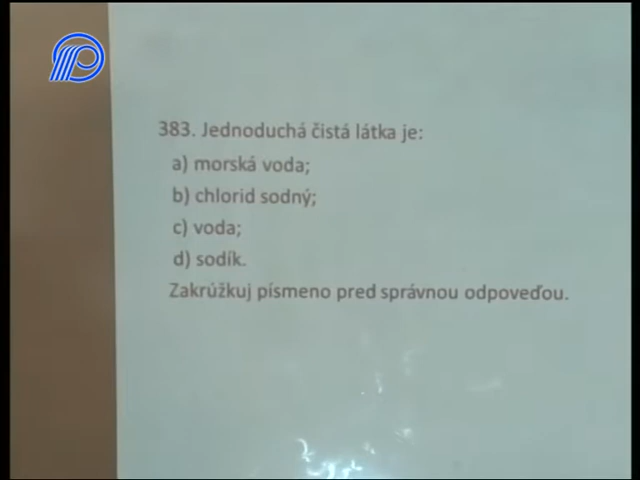 383. Jednoduchá čistá látka je:
a) morská voda;
b) chlorid sodný;
c) voda;
d) sodík.
Zakrúžkuj písmeno pred správnou odpoveďou.